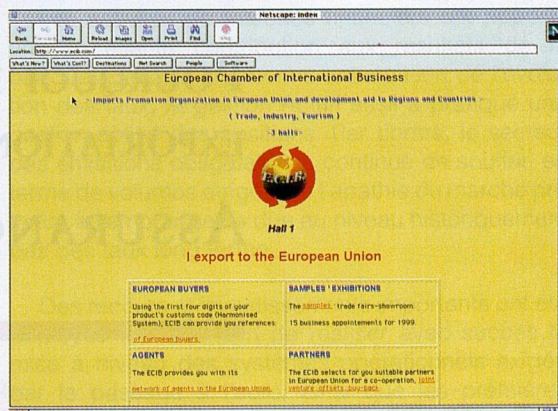 Netscape: index
Back Forward Home Reload Images Open Print Find Stop
Location: http://www.ecib.com/
What's New? What's Cool? Destinations Net Search People Software
European Chamber of International Business
Imports Promotion Organization in European Union and development aid to Regions and Countries
( Trade, Industry, Tourism )
-3 halls-
Hall 1
I export to the European Union
EUROPEAN BUYERS
Using the first four digits of your
product's customs code (Harmonised
System), ECIB can provide you references
of European buyers.
SAMPLES' EXHIBITIONS
The samples, 'trade fairs-showroom.
15 business appointements for 1999.
AGENTS
The ECIB provides you with its
network of agents in the European Union.
PARTNERS
The ECIB selects for you suitable partners
in European Union for a co-operation, joint
venture, offsets, buy-back